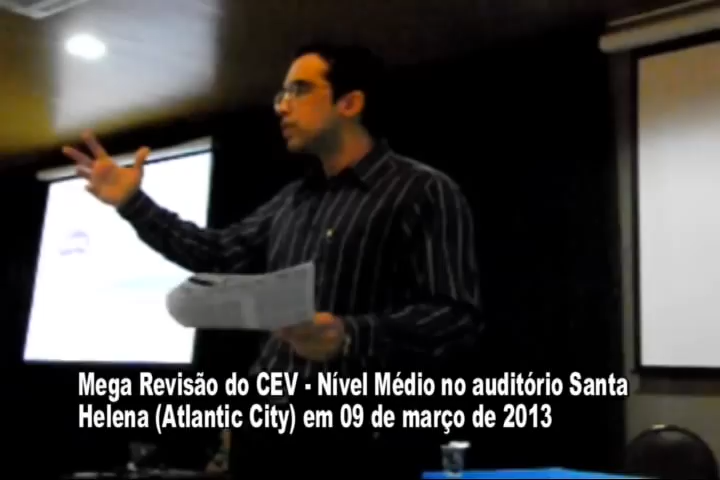 Mega Revisão do CEV - Nível Médio no auditório Santa
Helena (Atlantic City) em 09 de março de 2013